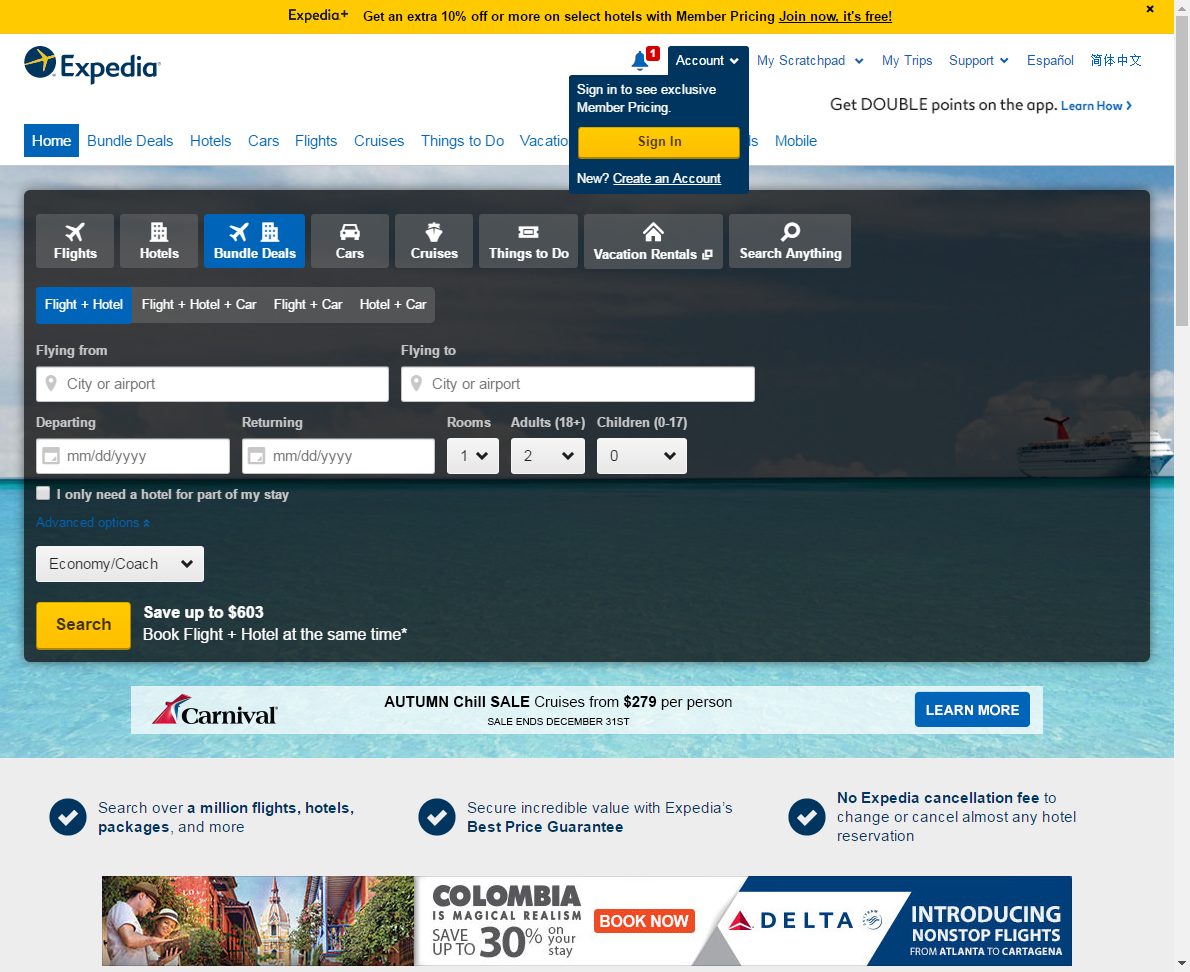 Expedia+ Get an extra 10% off or more on select hotels with Member Pricing Join now, it's free!
Expedia
1
Account
My Scratchpad
My Trips
Support
Español
简体中文
Sign in to see exclusive
Member Pricing.
Sign In
New? Create an Account
Get DOUBLE points on the app. Learn How >
Home
Bundle Deals
Hotels
Cars
Flights
Cruises
Things to Do
Vacatio
ls
Mobile
Flights
Hotels
Bundle Deals
Cars
Cruises
Things to Do
Vacation Rentals
Search Anything
Flight + Hotel
Flight + Hotel + Car
Flight + Car
Hotel + Car
Flying from
Flying to
City or airport
City or airport
Departing
Returning
Rooms
Adults (18+)
Children (0-17)
mm/dd/yyyy
mm/dd/yyyy
1
2
0
I only need a hotel for part of my stay
Advanced options
Economy/Coach
Search
Save up to $603
Book Flight + Hotel at the same time*
Carnival
AUTUMN Chill SALE Cruises from $279 per person
SALE ENDS DECEMBER 31ST
LEARN MORE
Search over a million flights, hotels,
packages, and more
Secure incredible value with Expedia's
Best Price Guarantee
No Expedia cancellation fee to
change or cancel almost any hotel
reservation
COLOMBIA
IS MAGICAL REALISM
SAVE
UP TO 30% on
your
stay
BOOK NOW
DELTA
INTRODUCING
NONSTOP FLIGHTS
FROM ATLANTA TO CARTAGENA